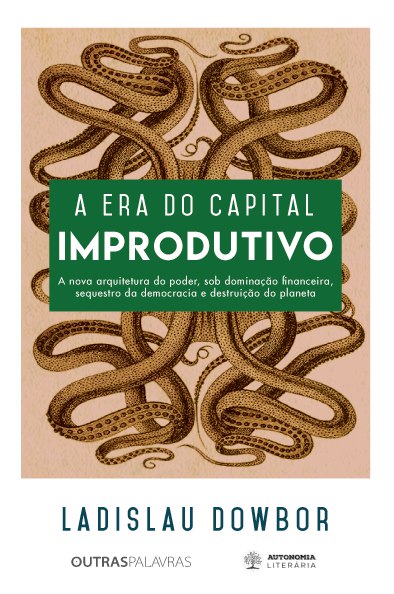 A ERA DO CAPITAL
IMPRODUTIVO
A nova arquitetura do poder, sob dominação financeira,
sequestro da democracia e destruição do planeta
LADISLAU DOWBOR
OUTRASPALAVRAS
AUTONOMIA
LITERÁRIA